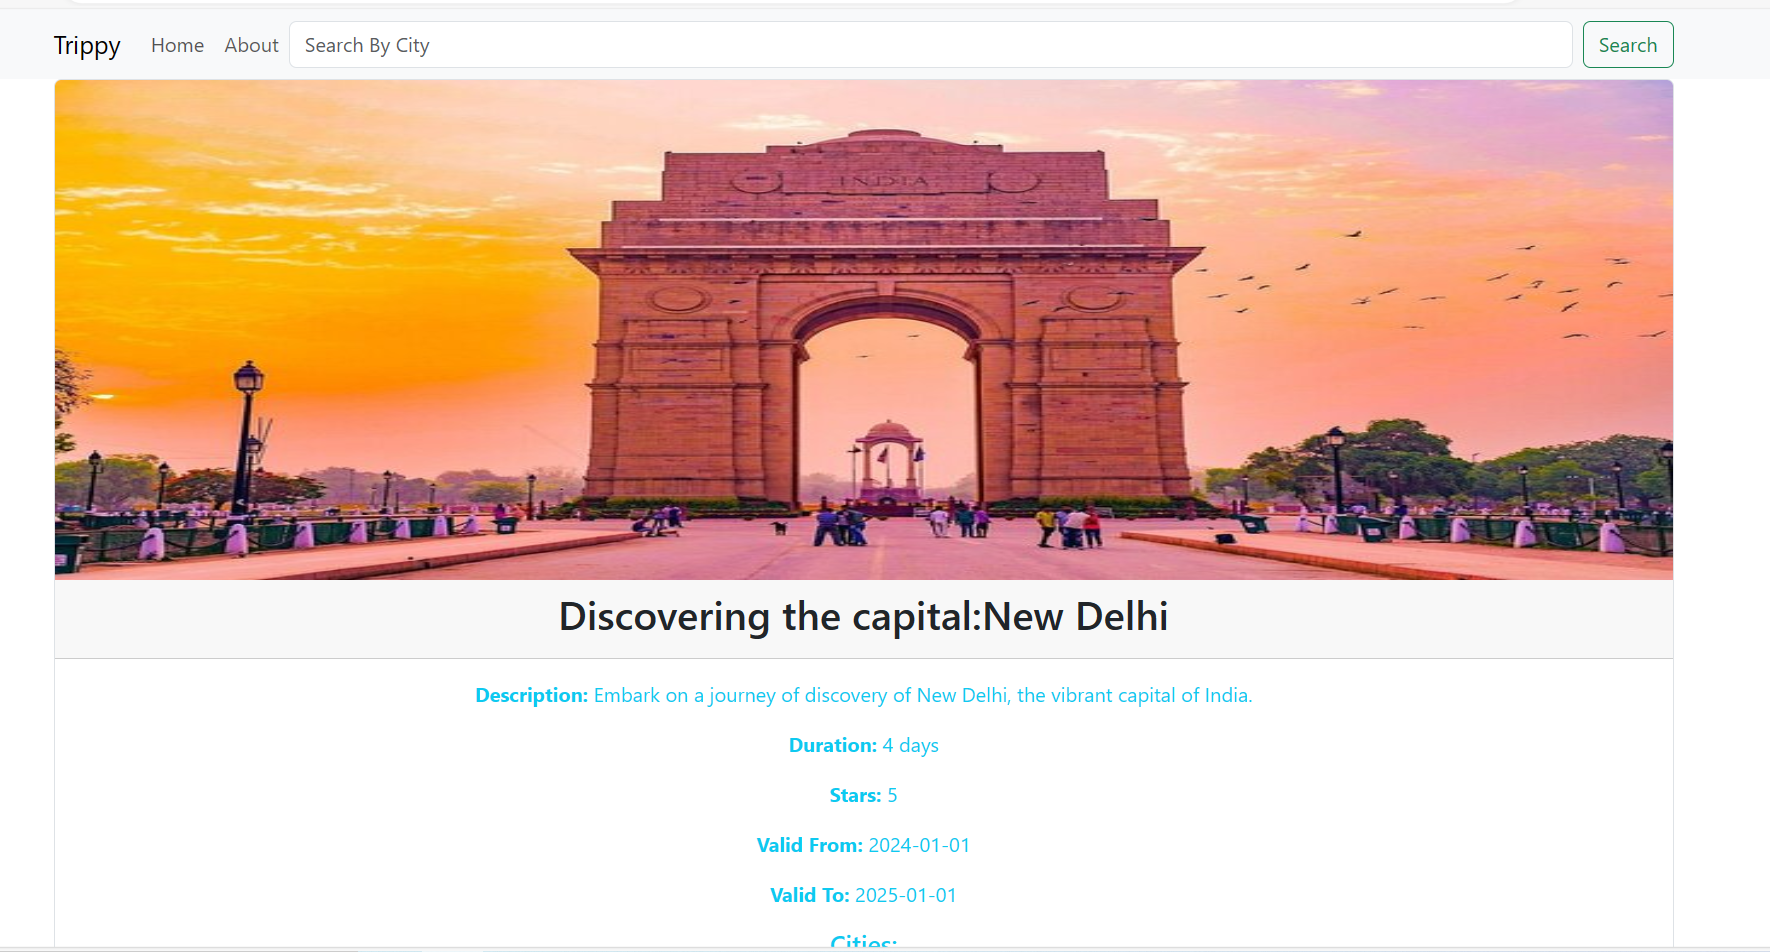 Trippy Home About Search By City Search
INDIA
Discovering the capital:New Delhi
Description: Embark on a journey of discovery of New Delhi, the vibrant capital of India.
Duration: 4 days
Stars: 5
Valid From: 2024-01-01
Valid To: 2025-01-01
Cities: